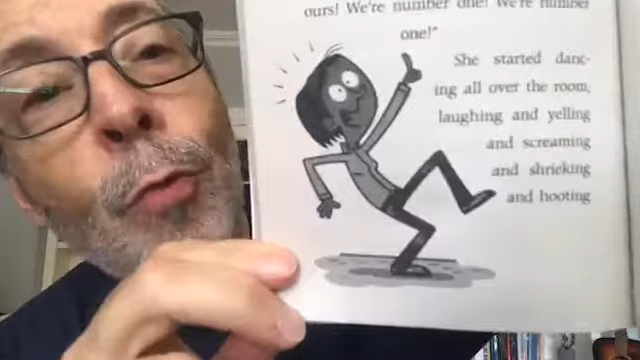 ours! We're number one! We're number
one!"
She started danc-
ing all over the room,
laughing and yelling
and screaming
and shrieking
and hooting